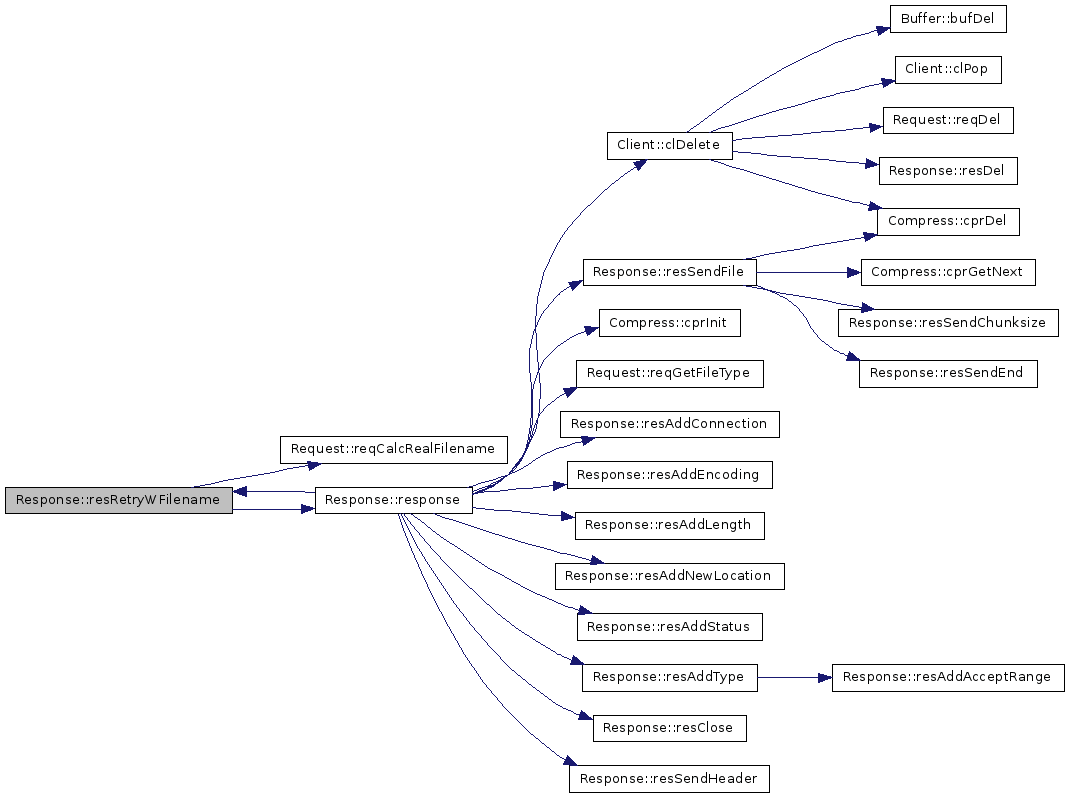 Buffer::bufDel
Client::clPop
Request::reqDel
Client::clDelete
Response::resDel
Compress::cprDel
Response::resSendFile
Compress::cprGetNext
Compress::cprInit
Response::resSendChunksize
Request::reqGetFileType
Response::resSendEnd
Response::resAddConnection
Request::reqCalcRealFilename
Response::resAddEncoding
Response::resRetryWFilename
Response::response
Response::resAddLength
Response::resAddNewLocation
Response::resAddStatus
Response::resAddType
Response::resAddAcceptRange
Response::resClose
Response::resSendHeader